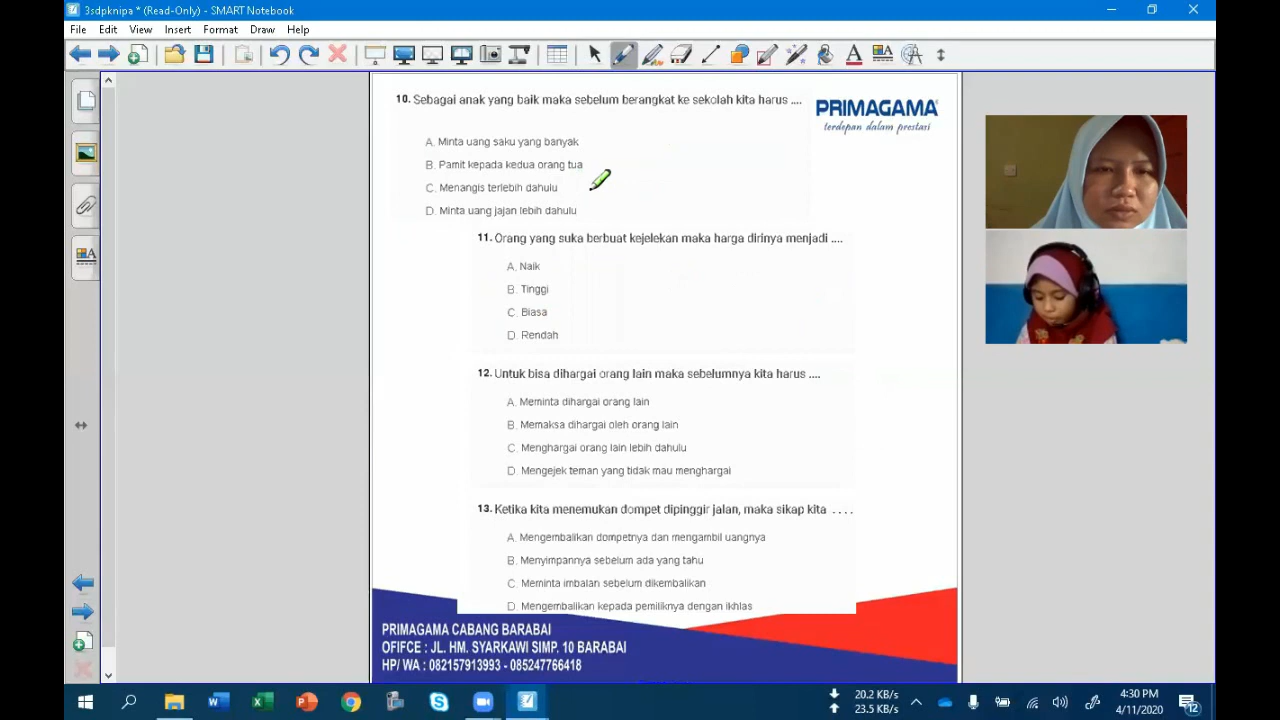 3sdpknipa * (Read-Only) - SMART Notebook
File Edit View Insert Format Draw Help
10. Sebagai anak yang baik maka sebelum berangkat ke sekolah kita harus ....
A. Minta uang saku yang banyak
B. Pamit kepada kedua orang tua
C. Menangis terlebih dahulu
D. Minta uang jajan lebih dahulu
PRIMAGAMA
terdepan dalam prestasi
11. Orang yang suka berbuat kejelekan maka harga dirinya menjadi ....
A. Naik
B. Tinggi
C. Biasa
D. Rendah
12. Untuk bisa dihargai orang lain maka sebelumnya kita harus ....
A. Meminta dihargai orang lain
B. Memaksa dihargai oleh orang lain
C. Menghargai orang lain lebih dahulu
D. Mengejek teman yang tidak mau menghargai
13. Ketika kita menemukan dompet dipinggir jalan, maka sikap kita . . . .
A. Mengembalikan dompetnya dan mengambil uangnya
B. Menyimpannya sebelum ada yang tahu
C. Meminta imbalan sebelum dikembalikan
D. Mengembalikan kepada pemiliknya dengan ikhlas
PRIMAGAMA CABANG BARABAI
OFIFCE : JL. HM. SYARKAWI SIMP. 10 BARABAI
HP/ WA : 082157913993 - 085247766418
20.2 KB/s
23.5 KB/s
4:30 PM
4/11/2020
12